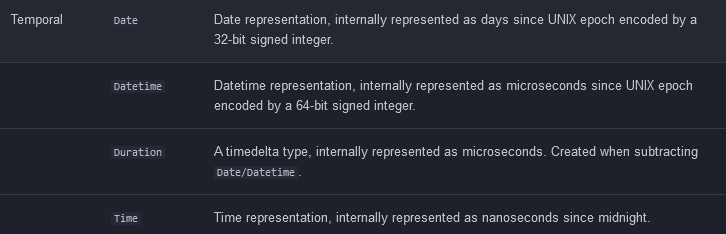 Temporal Date Date representation, internally represented as days since UNIX epoch encoded by a
32-bit signed integer.
Datetime Datetime representation, internally represented as microseconds since UNIX epoch
encoded by a 64-bit signed integer.
Duration A timedelta type, internally represented as microseconds. Created when subtracting
Date/Datetime.
Time Time representation, internally represented as nanoseconds since midnight.